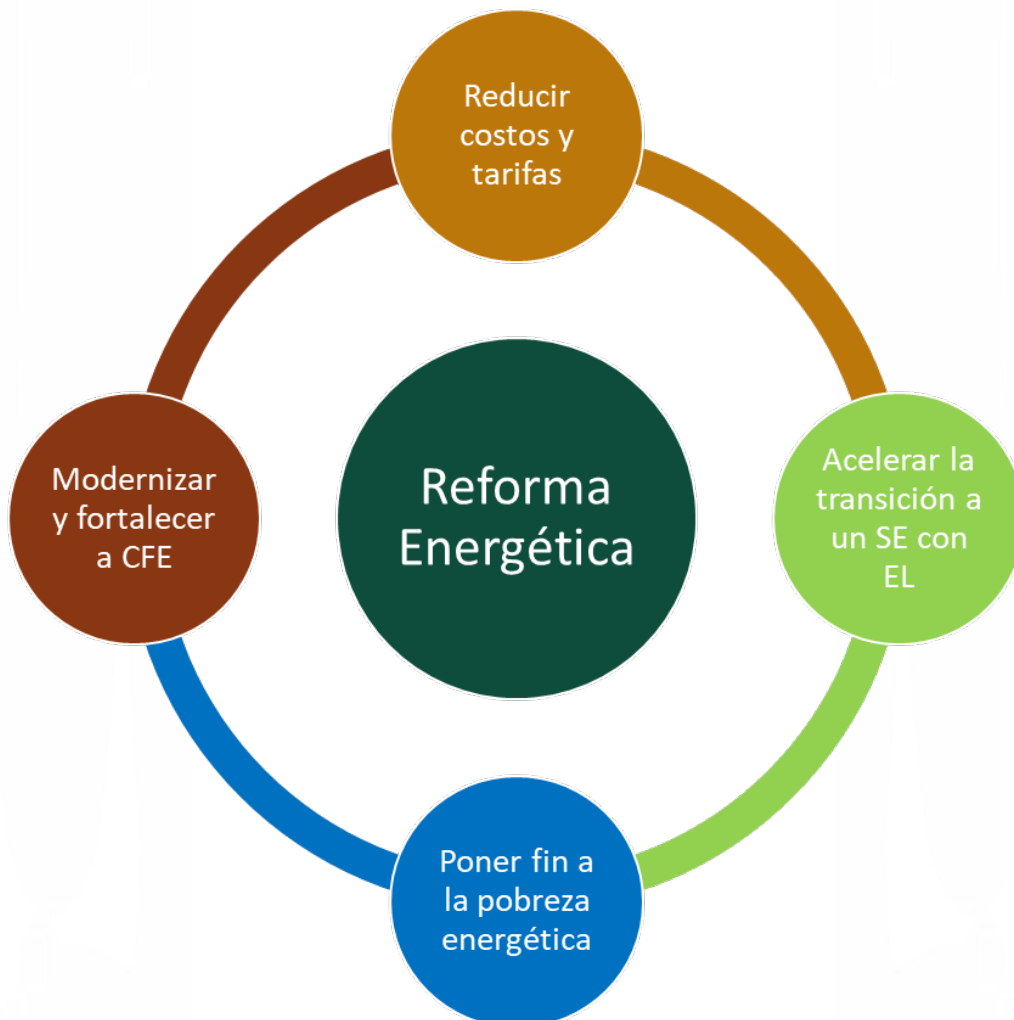 Reducir
costos y
tarifas
Modernizar
y fortalecer
a CFE
Reforma
Energética
Acelerar la
transición a
un SE con
EL
Poner fin a
la pobreza
energética